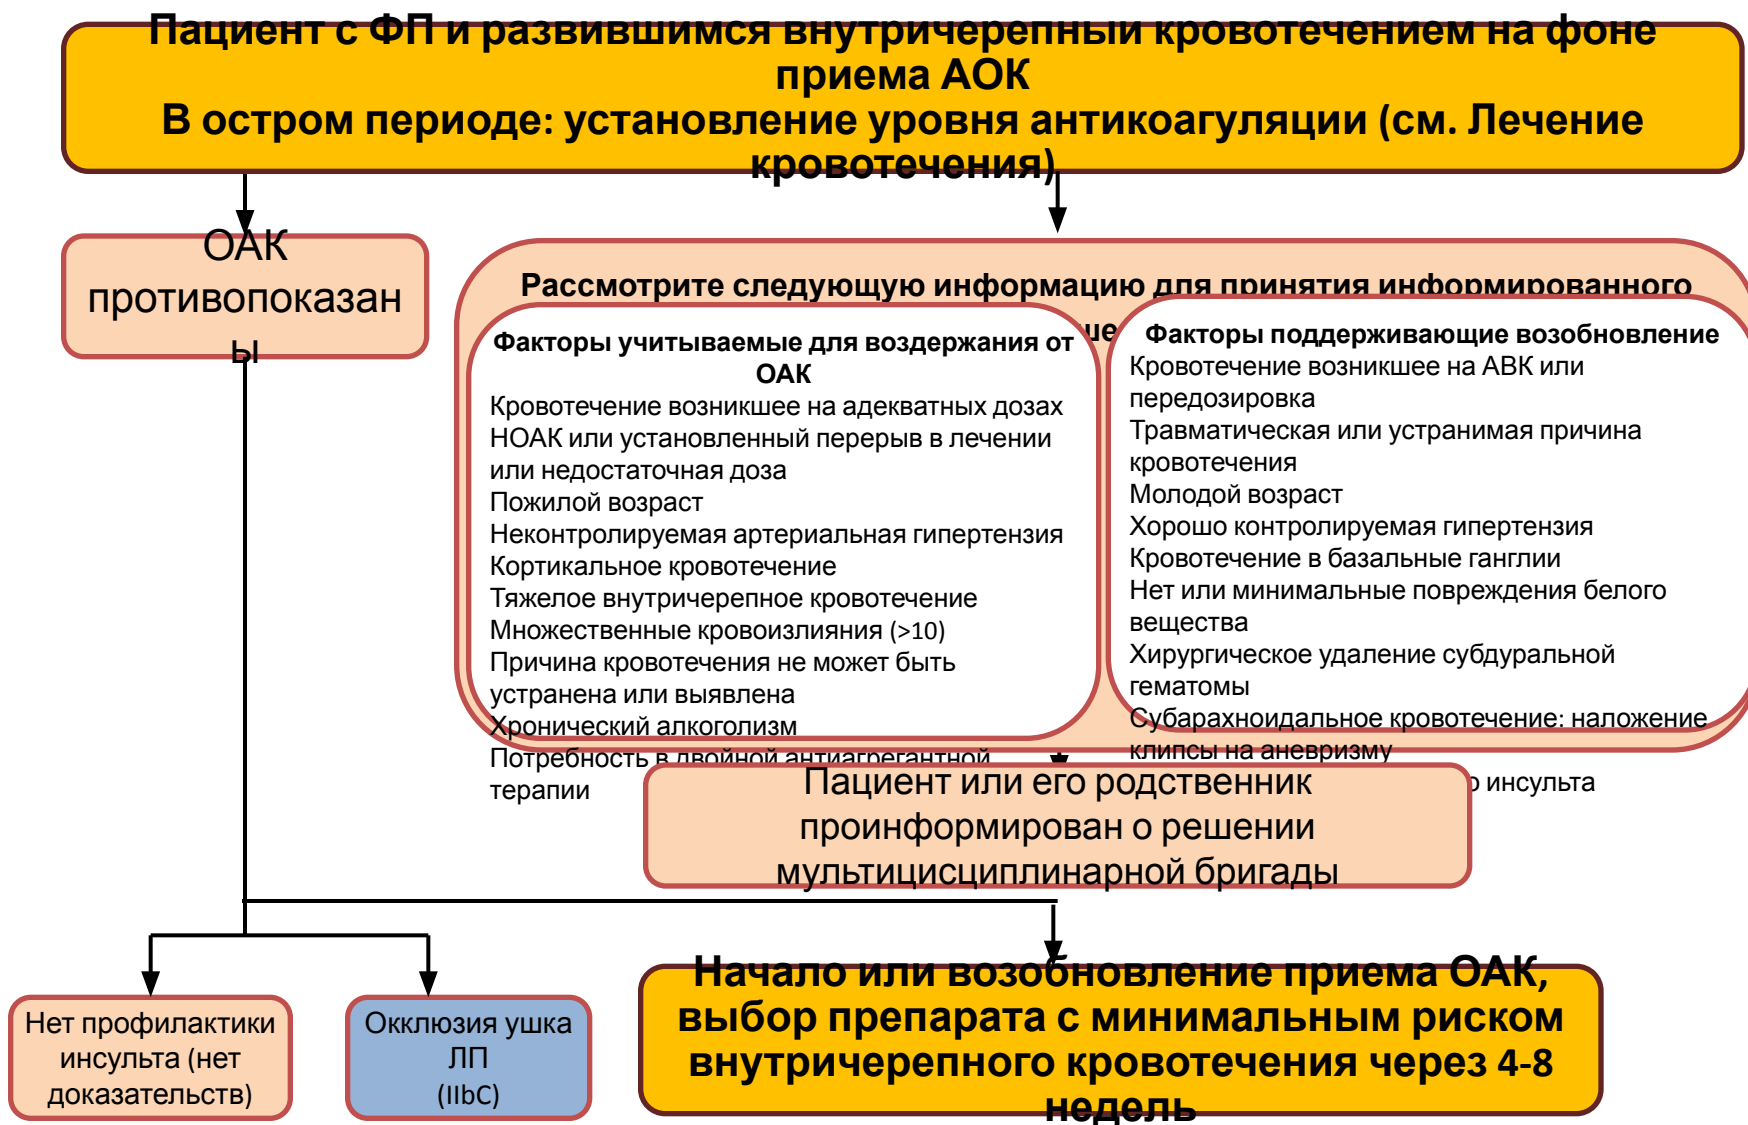 Пациент с ФП и развившимся внутричерепный кровотечением на фоне
приема АОК
В остром периоде: установление уровня антикоагуляции (см. Лечение
кровотечения)
ОАК
противопоказан
ы
Рассмотрите следующую информацию для принятия информированного
Факторы учитываемые для воздержания от
ОАК
Кровотечение возникшее на адекватных дозах
НОАК или установленный перерыв в лечении
или недостаточная доза
Пожилой возраст
Неконтролируемая артериальная гипертензия
Кортикальное кровотечение
Тяжелое внутричерепное кровотечение
Множественные кровоизлияния (>10)
Причина кровотечения не может быть
устранена или выявлена
Хронический алкоголизм
Потребность в двойной антиагрегантной
терапии
Факторы поддерживающие возобновление
Кровотечение возникшее на АВК или
передозировка
Травматическая или устранимая причина
кровотечения
Молодой возраст
Хорошо контролируемая гипертензия
Кровотечение в базальные ганглии
Нет или минимальные повреждения белого
вещества
Хирургическое удаление субдуральной
гематомы
Субарахноидальное кровотечение: наложение
клипсы на аневризму
инсульта
Пациент или его родственник
проинформирован о решении
мультицисциплинарной бригады
Нет профилактики
инсульта (нет
доказательств)
Окклюзия ушка
ЛП
(IIbC)
Начало или возобновление приема ОАК,
выбор препарата с минимальным риском
внутричерепного кровотечения через 4-8
недель